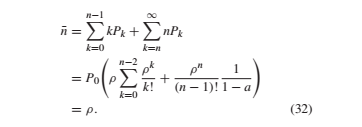 n̄ = ∑_{k=0}^{n-1} kP_k + ∑_{k=n}^{∞} nP_k
= P_0 ( ρ ∑_{k=0}^{n-2} ρ^k / k! + ρ^n / (n − 1)! 1 / (1 − a) )
= ρ. (32)